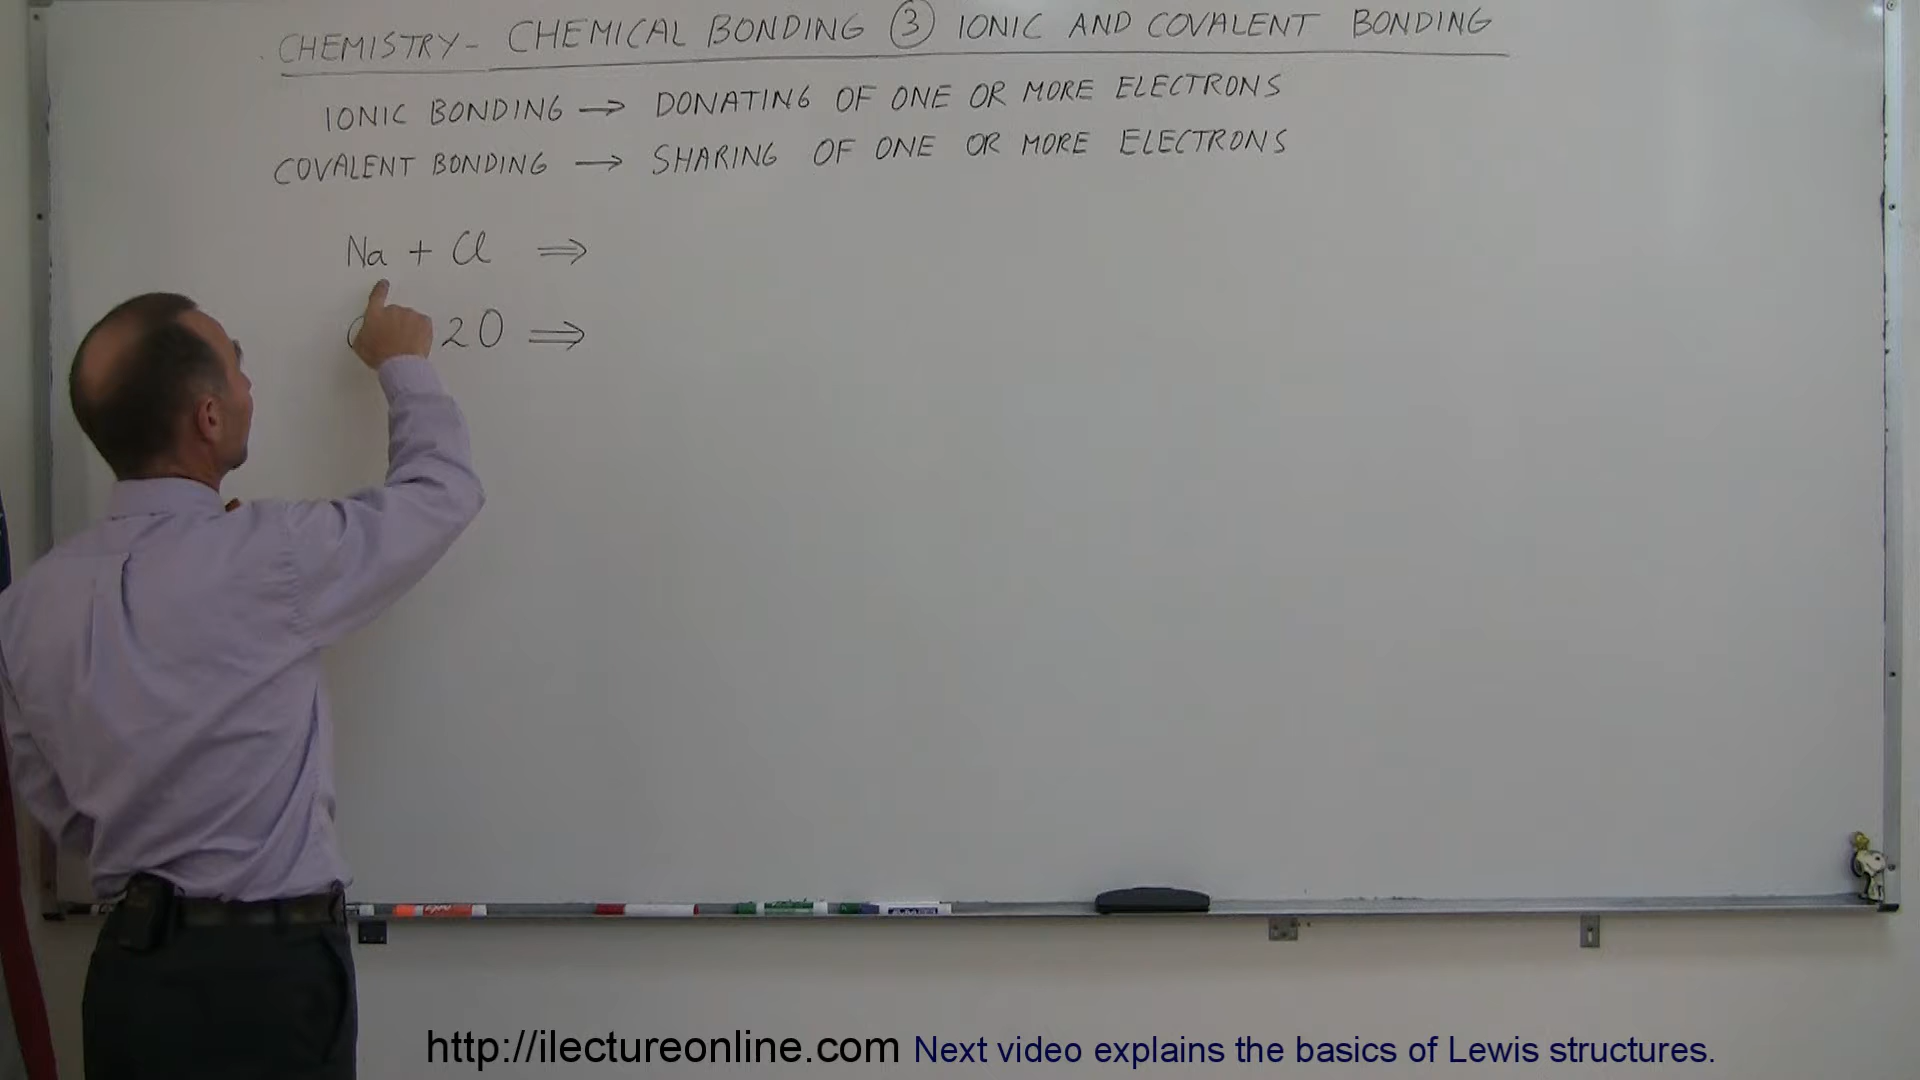 CHEMISTRY - CHEMICAL BONDING ③ IONIC AND COVALENT BONDING
IONIC BONDING → DONATING OF ONE OR MORE ELECTRONS
COVALENT BONDING → SHARING OF ONE OR MORE ELECTRONS
Na + Cl ⇒
2O ⇒
http://ilectureonline.com Next video explains the basics of Lewis structures.